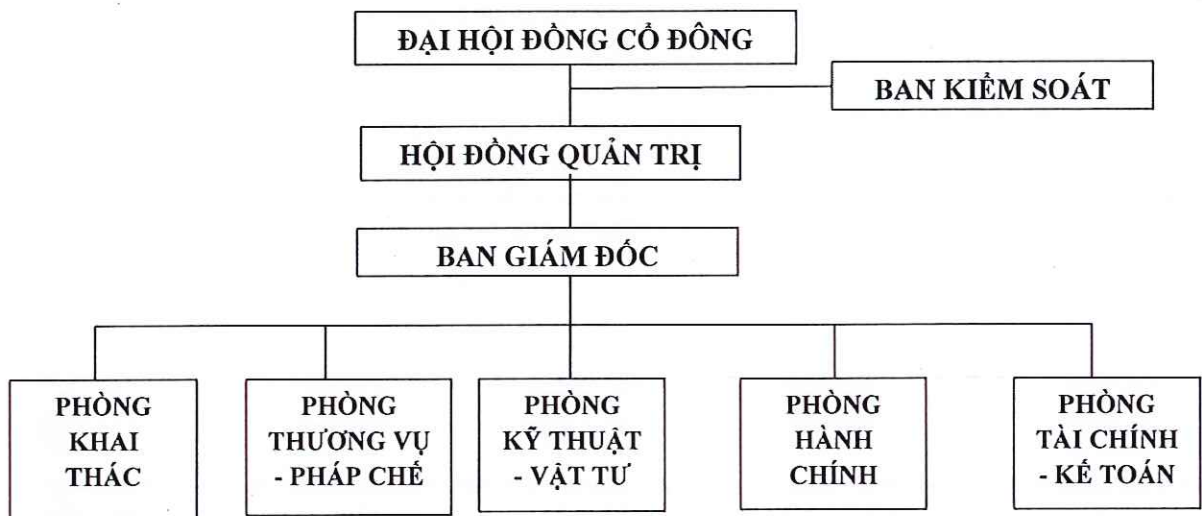 ĐẠI HỘI ĐỒNG CỔ ĐÔNG
BAN KIỂM SOÁT
HỘI ĐỒNG QUẢN TRỊ
BAN GIÁM ĐỐC
PHÒNG
KHAI
THÁC
PHÒNG
THƯƠNG VỤ
- PHÁP CHẾ
PHÒNG
KỸ THUẬT
- VẬT TƯ
PHÒNG
HÀNH
CHÍNH
PHÒNG
TÀI CHÍNH
- KẾ TOÁN